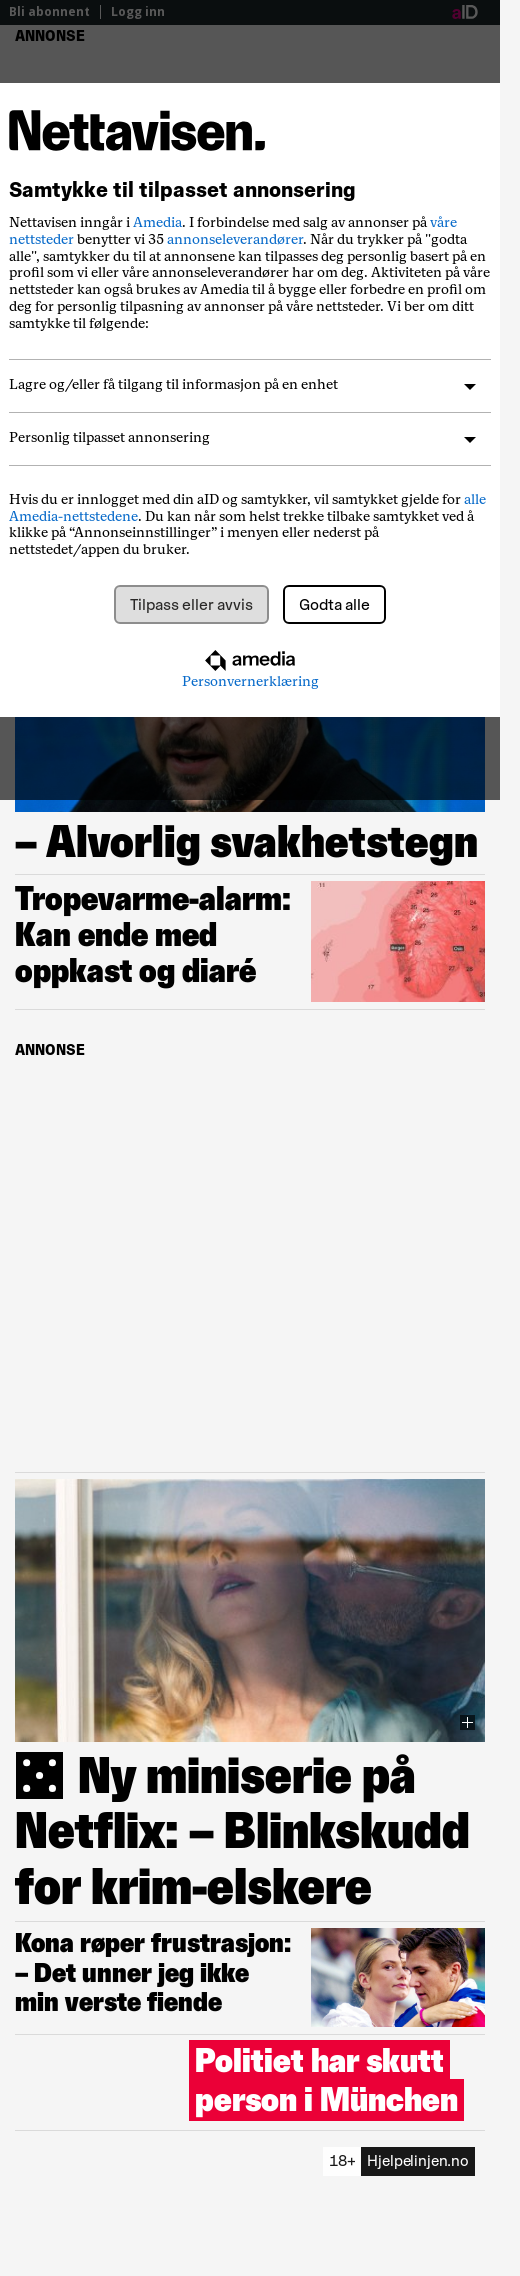 Bli abonnent
Logg inn
aID
ANNONSE
Nettavisen.
Samtykke til tilpasset annonsering
Nettavisen inngår i Amedia. I forbindelse med salg av annonser på våre
nettsteder benytter vi 35 annonseleverandører. Når du trykker på "godta
alle", samtykker du til at annonsene kan tilpasses deg personlig basert på en
profil som vi eller våre annonseleverandører har om deg. Aktiviteten på våre
nettsteder kan også brukes av Amedia til å bygge eller forbedre en profil om
deg for personlig tilpasning av annonser på våre nettsteder. Vi ber om ditt
samtykke til følgende:
Lagre og/eller få tilgang til informasjon på en enhet
Personlig tilpasset annonsering
Hvis du er innlogget med din aID og samtykker, vil samtykket gjelde for alle
Amedia-nettstedene. Du kan når som helst trekke tilbake samtykket ved å
klikke på “Annonseinnstillinger” i menyen eller nederst på
nettstedet/appen du bruker.
Tilpass eller avvis
Godta alle
amedia
Personvernerklæring
– Alvorlig svakhetstegn
Tropevarme-alarm:
Kan ende med
oppkast og diaré
ANNONSE
Ny miniserie på
Netflix: – Blinkskudd
for krim-elskere
Kona røper frustrasjon:
– Det unner jeg ikke
min verste fiende
Politiet har skutt
person i München
18+ Hjelpelinjen.no